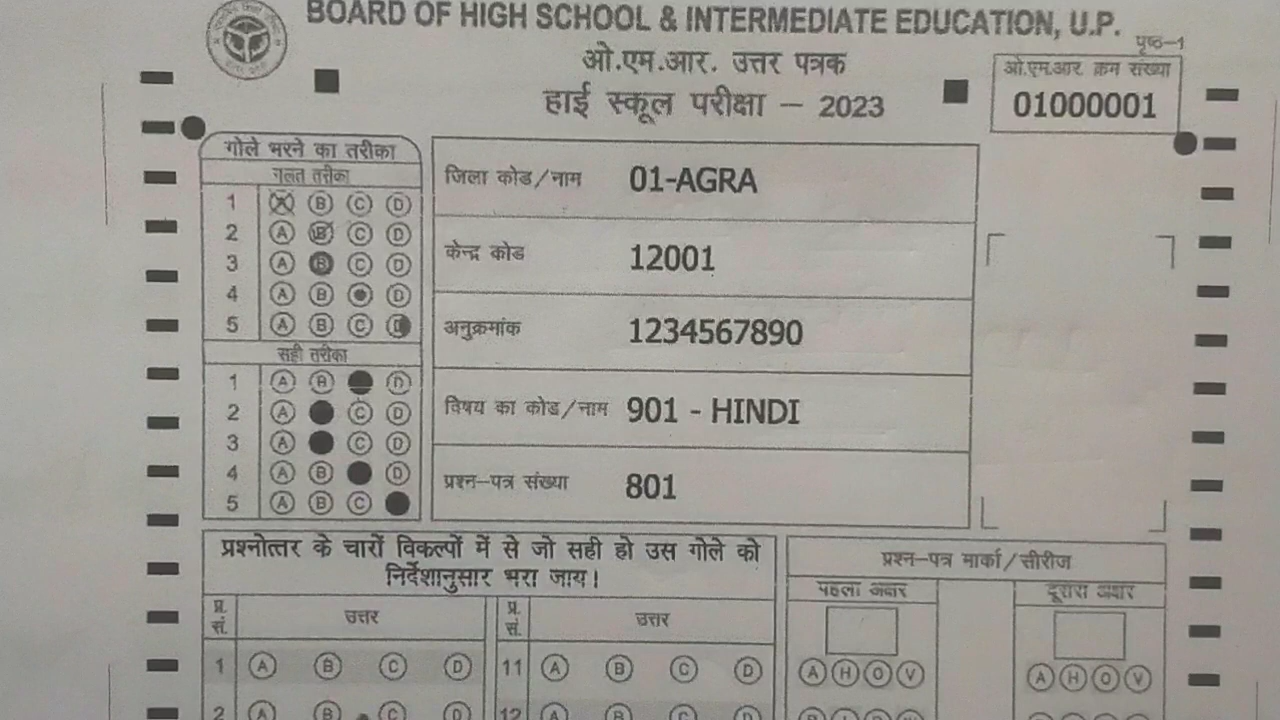 BOARD OF HIGH SCHOOL & INTERMEDIATE EDUCATION, U.P.
पृष्ठ-1
ओ.एम.आर. उत्तर पत्रक
हाई स्कूल परीक्षा - 2023
ओ.एम.आर. क्रम संख्या
01000001
गोले भरने का तरीका
गलत तरीका
1 A B C D
2 A B C D
3 A B C D
4 A B D
5 A B C D
सही तरीका
1 A B D
2 A C D
3 A C D
4 A B D
5 A B C
जिला कोड/नाम 01-AGRA
केन्द्र कोड 12001
अनुक्रमांक 1234567890
विषय का कोड/नाम 901 - HINDI
प्रश्न-पत्र संख्या 801
प्रश्नोत्तर के चारों विकल्पों में से जो सही हो उस गोले को
निर्देशानुसार भरा जाय।
प्र. सं. उत्तर प्र. सं. उत्तर
1 A B C D 11 A B C D
2 A B C D 12 A B C D
प्रश्न-पत्र मार्का/सीरीज
पहला अक्षर दूसरा अक्षर
A H O V A H O V